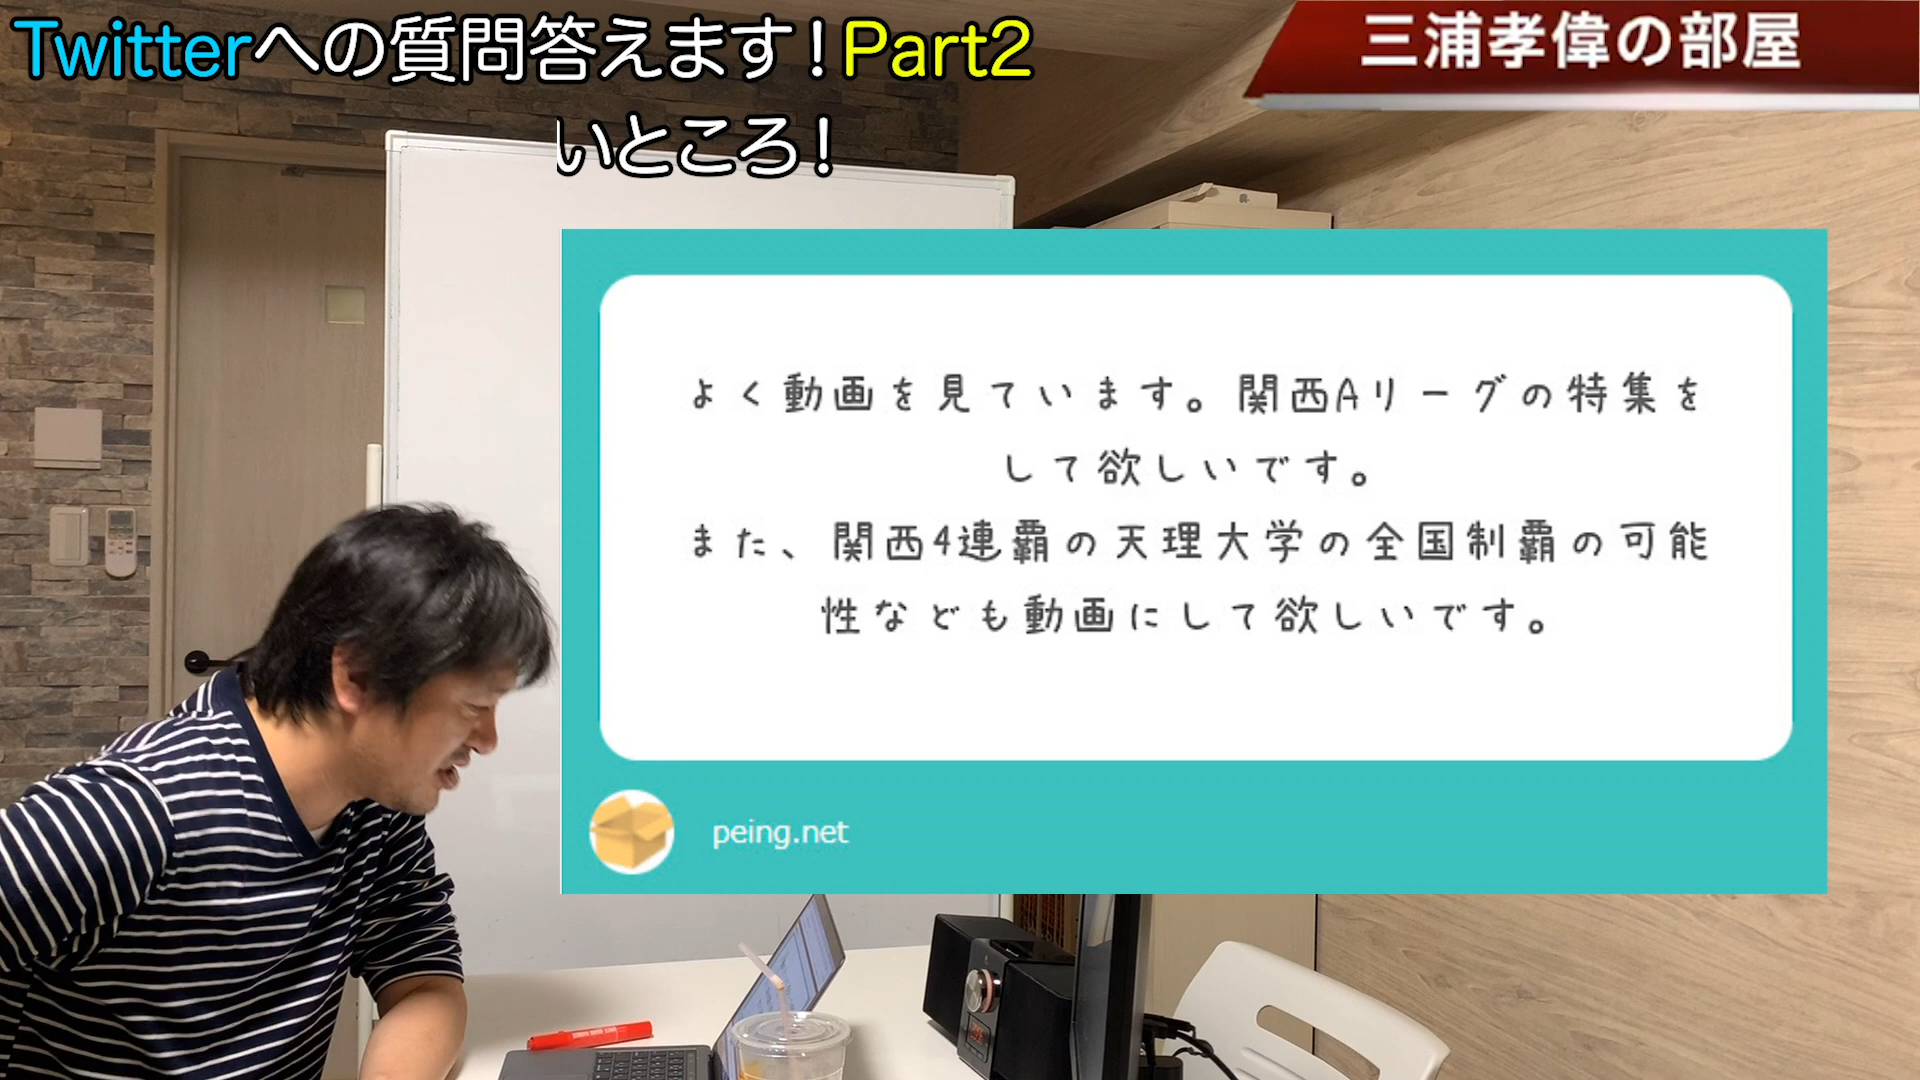 Twitterへの質問答えます！Part2
いところ！
三浦孝偉の部屋
よく動画を見ています。関西Aリーグの特集を
して欲しいです。
また、関西4連覇の天理大学の全国制覇の可能
性なども動画にして欲しいです。
peing.net